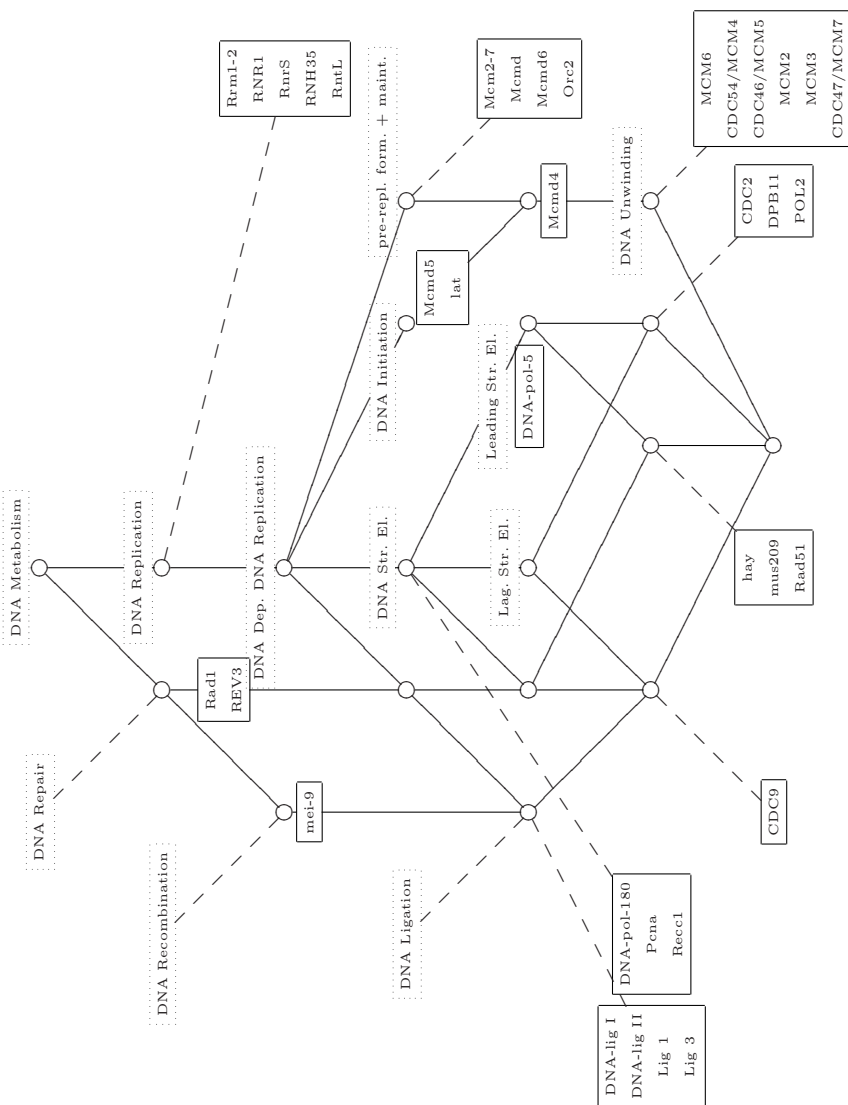 DNA Metabolism
DNA Replication
DNA Dep. DNA Replication
DNA Str. El.
Lag. Str. El.
DNA Repair
DNA Recombination
DNA Ligation
Rad1
REV3
mei-9
DNA-lig I
DNA-lig II
Lig 1
Lig 3
DNA-pol-180
Pcna
Recc1
CDC9
hay
mus209
Rad51
Leading Str. El.
DNA-pol-5
DNA Initiation
Mcmd5
lat
pre-repl. form. + maint.
Mcmd4
DNA Unwinding
Rrm1-2
RNR1
RnrS
RNH35
RntL
Mcm2-7
Mcmd
Mcmd6
Orc2
CDC2
DPB11
POL2
MCM6
CDC54/MCM4
CDC46/MCM5
MCM2
MCM3
CDC47/MCM7